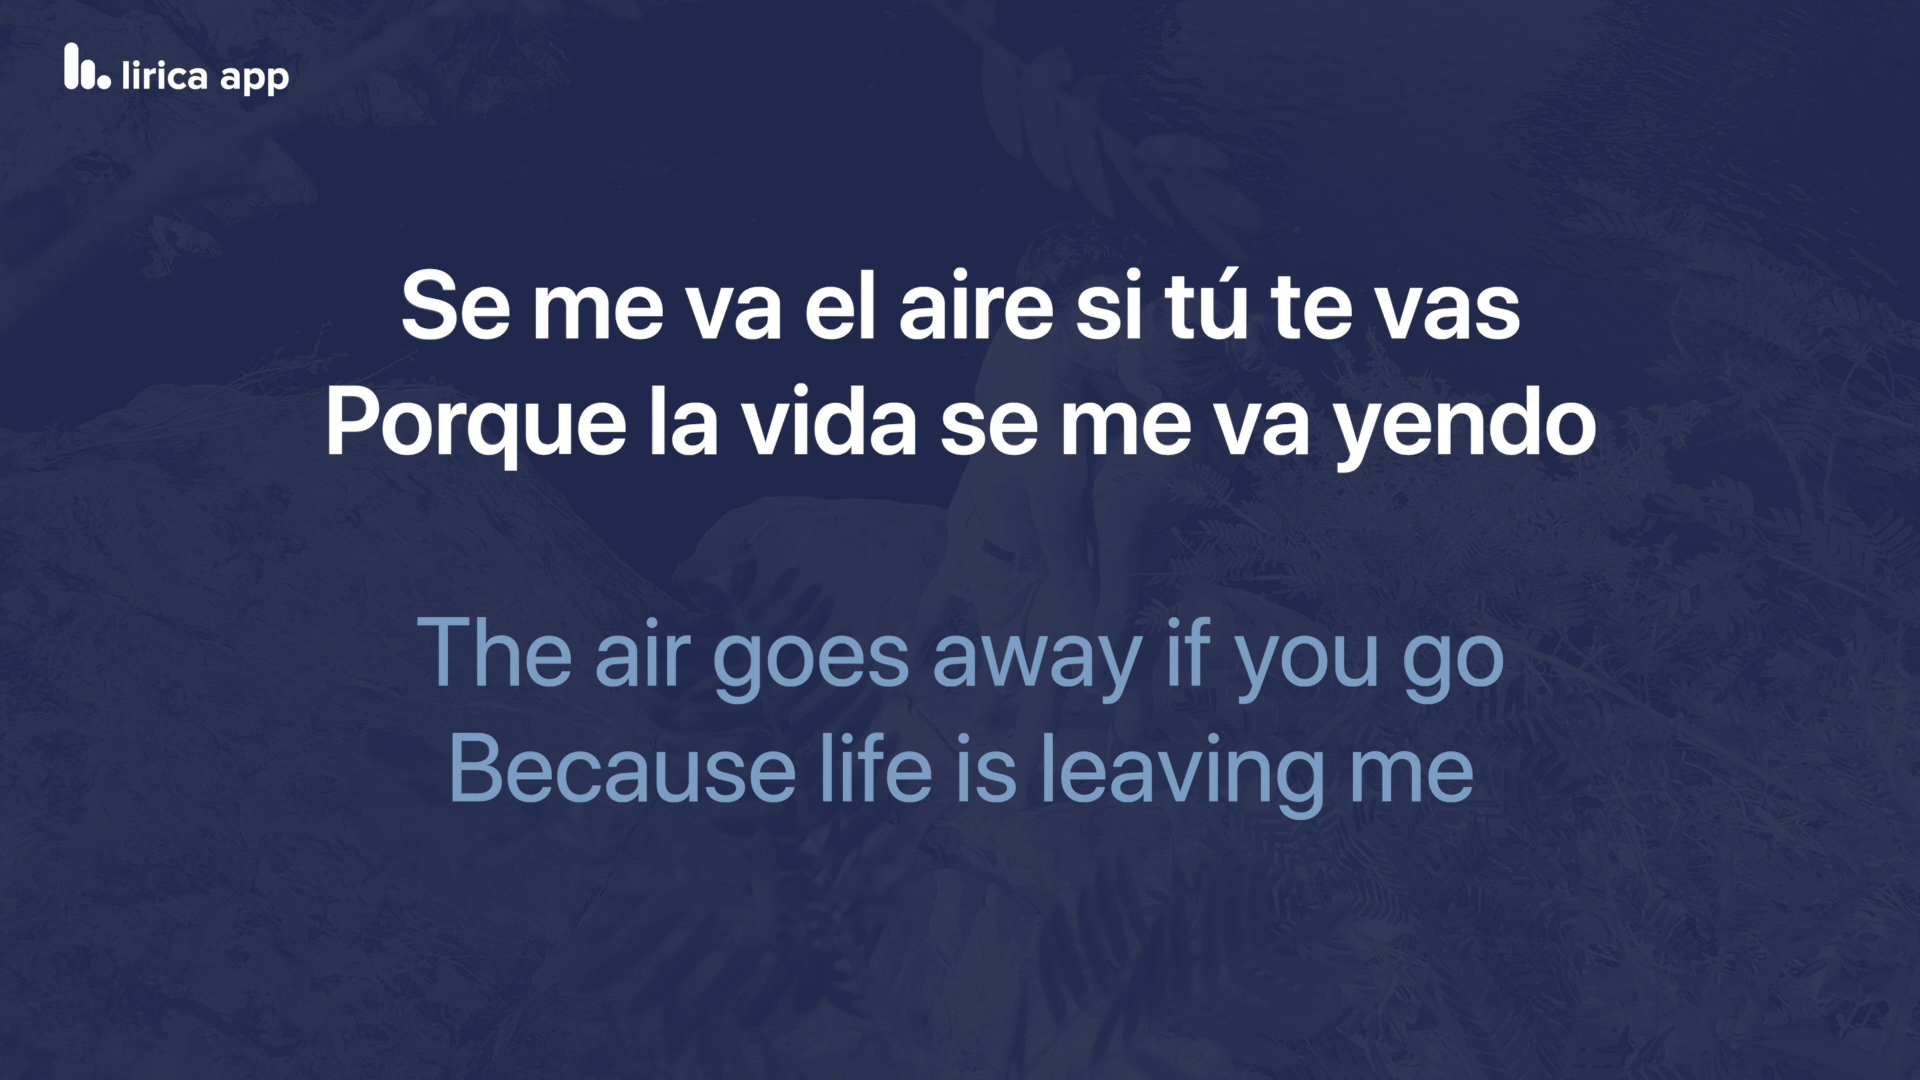 lirica app
Se me va el aire si tú te vas
Porque la vida se me va yendo
The air goes away if you go
Because life is leaving me